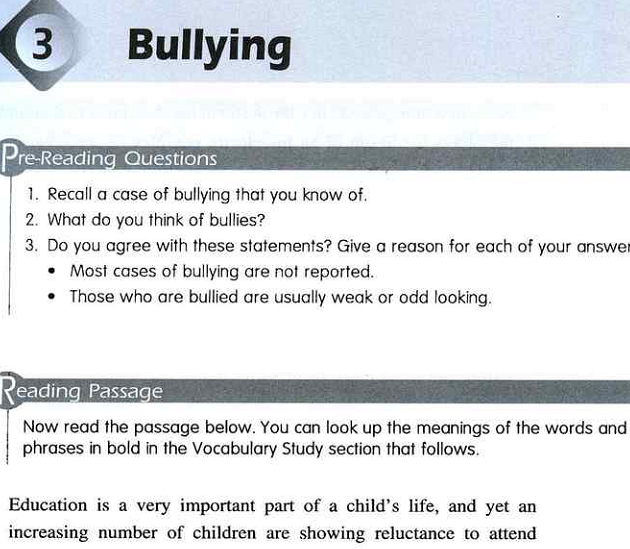 3 Bullying
Pre-Reading Questions
1. Recall a case of bullying that you know of.
2. What do you think of bullies?
3. Do you agree with these statements? Give a reason for each of your answer
• Most cases of bullying are not reported.
• Those who are bullied are usually weak or odd looking.
Reading Passage
Now read the passage below. You can look up the meanings of the words and
phrases in bold in the Vocabulary Study section that follows.
Education is a very important part of a child's life, and yet an
increasing number of children are showing reluctance to attend